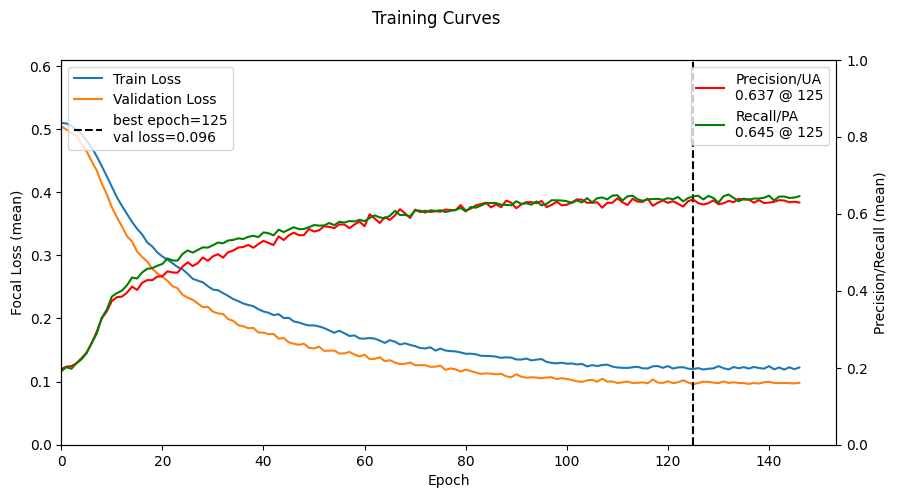 Training Curves
Train Loss
Validation Loss
best epoch=125
val loss=0.096
Precision/UA
0.637 @ 125
Recall/PA
0.645 @ 125
0.6
0.5
0.4
0.3
0.2
0.1
0.0
Focal Loss (mean)
1.0
0.8
0.6
0.4
0.2
0.0
Precision/Recall (mean)
0 20 40 60 80 100 120 140
Epoch